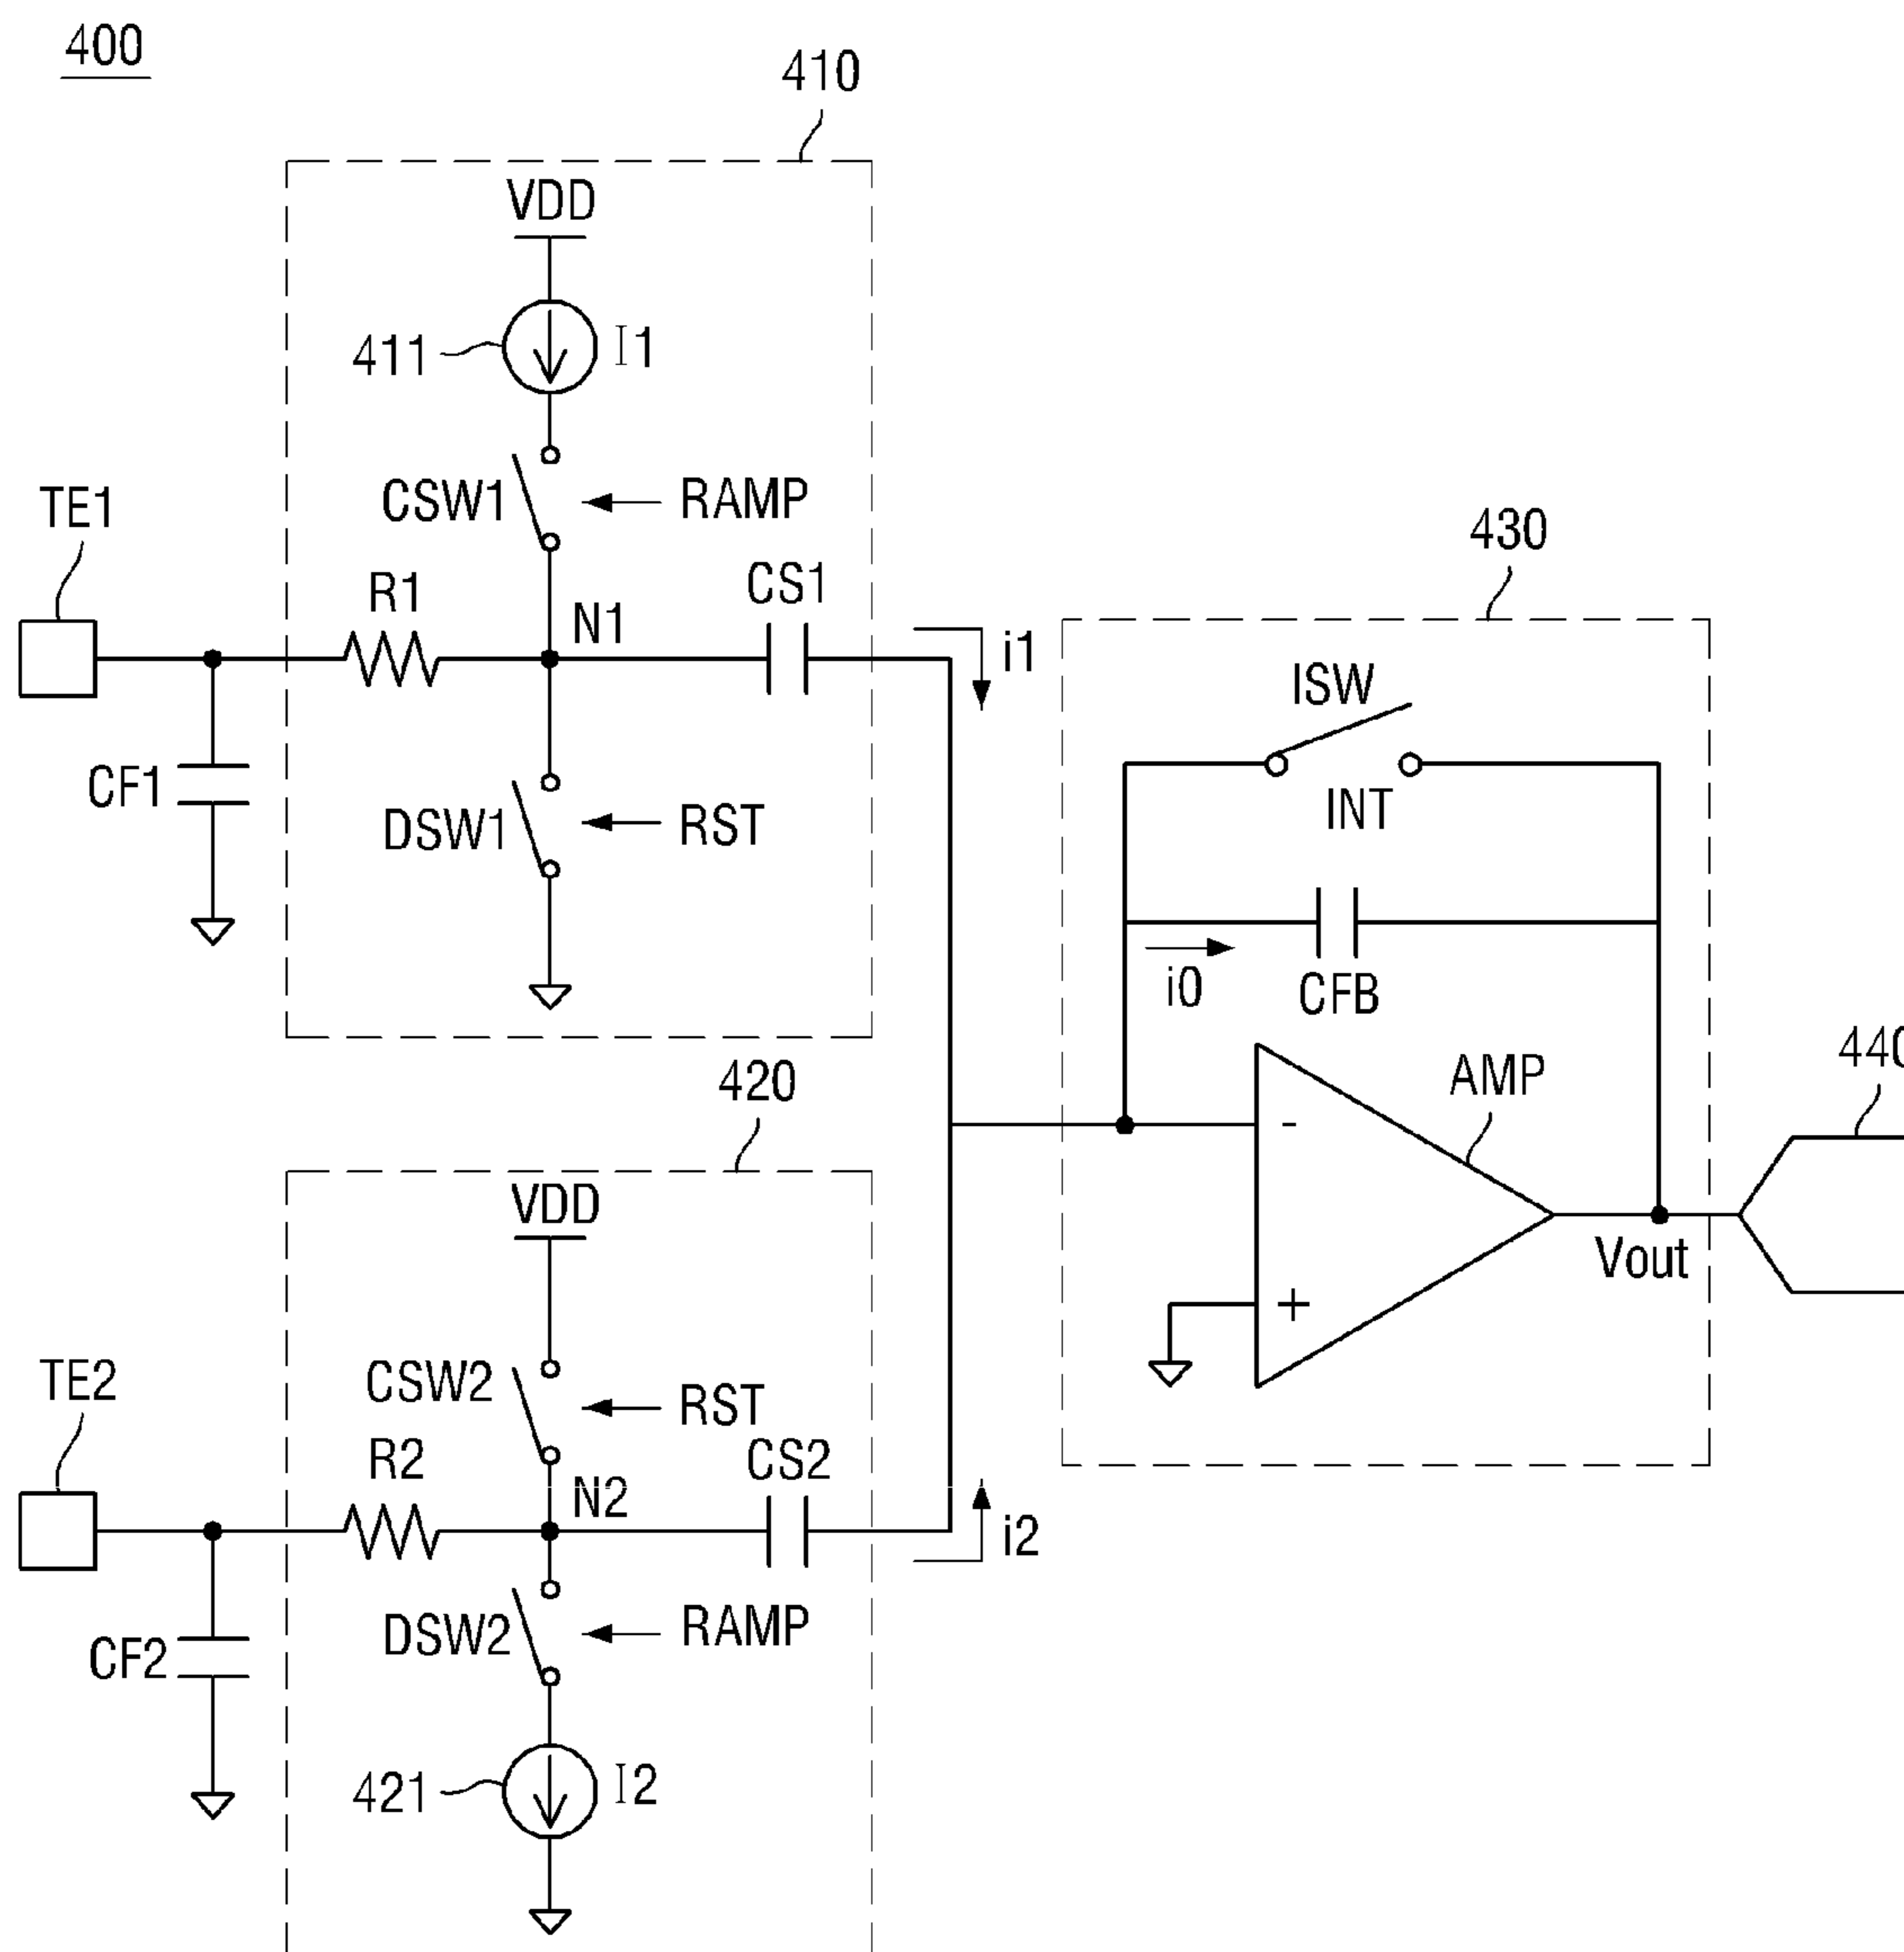 400
410
VDD
411
I1
CSW1
RAMP
TE1
R1
N1
CS1
i1
CF1
DSW1
RST
430
ISW
INT
i0
CFB
AMP
-
+
Vout
440
420
VDD
TE2
CSW2
RST
R2
N2
CS2
i2
CF2
DSW2
RAMP
421
I2